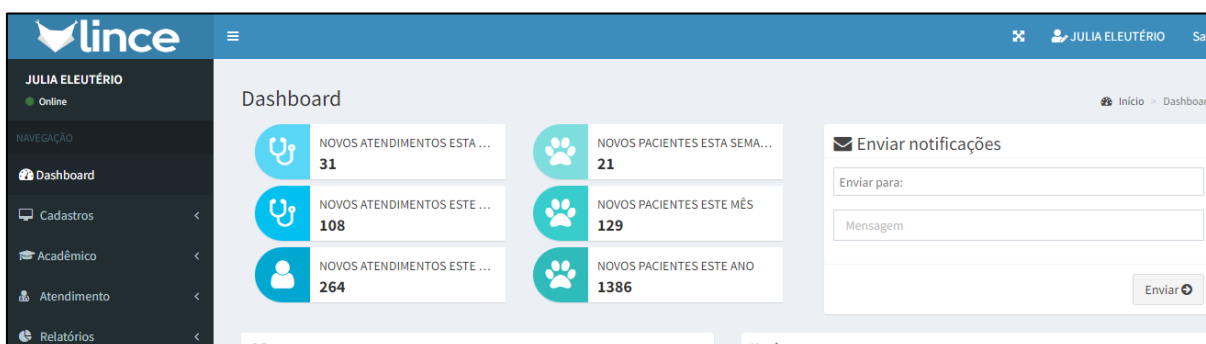 lince
JULIA ELEUTÉRIO
Sa
JULIA ELEUTÉRIO
Online
NAVEGAÇÃO
Dashboard
Cadastros
Acadêmico
Atendimento
Relatórios
Dashboard
Início > Dashboar
NOVOS ATENDIMENTOS ESTA ...
31
NOVOS ATENDIMENTOS ESTE ...
108
NOVOS ATENDIMENTOS ESTE ...
264
NOVOS PACIENTES ESTA SEMA...
21
NOVOS PACIENTES ESTE MÊS
129
NOVOS PACIENTES ESTE ANO
1386
Enviar notificações
Enviar para:
Mensagem
Enviar